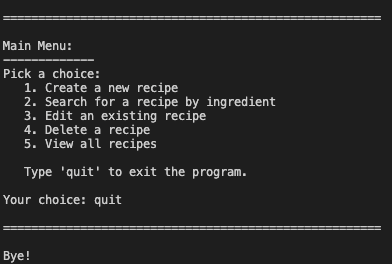 ======================================================
Main Menu:
-------------
Pick a choice:
   1. Create a new recipe
   2. Search for a recipe by ingredient
   3. Edit an existing recipe
   4. Delete a recipe
   5. View all recipes
   Type 'quit' to exit the program.
Your choice: quit
======================================================
Bye!